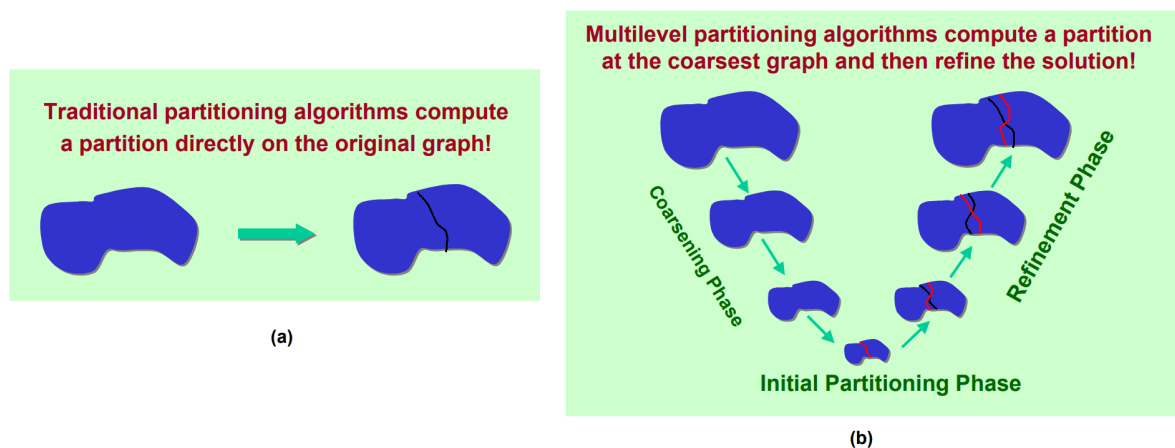 Traditional partitioning algorithms compute
a partition directly on the original graph!
(a)
Multilevel partitioning algorithms compute a partition
at the coarsest graph and then refine the solution!
Coarsening Phase
Refinement Phase
Initial Partitioning Phase
(b)